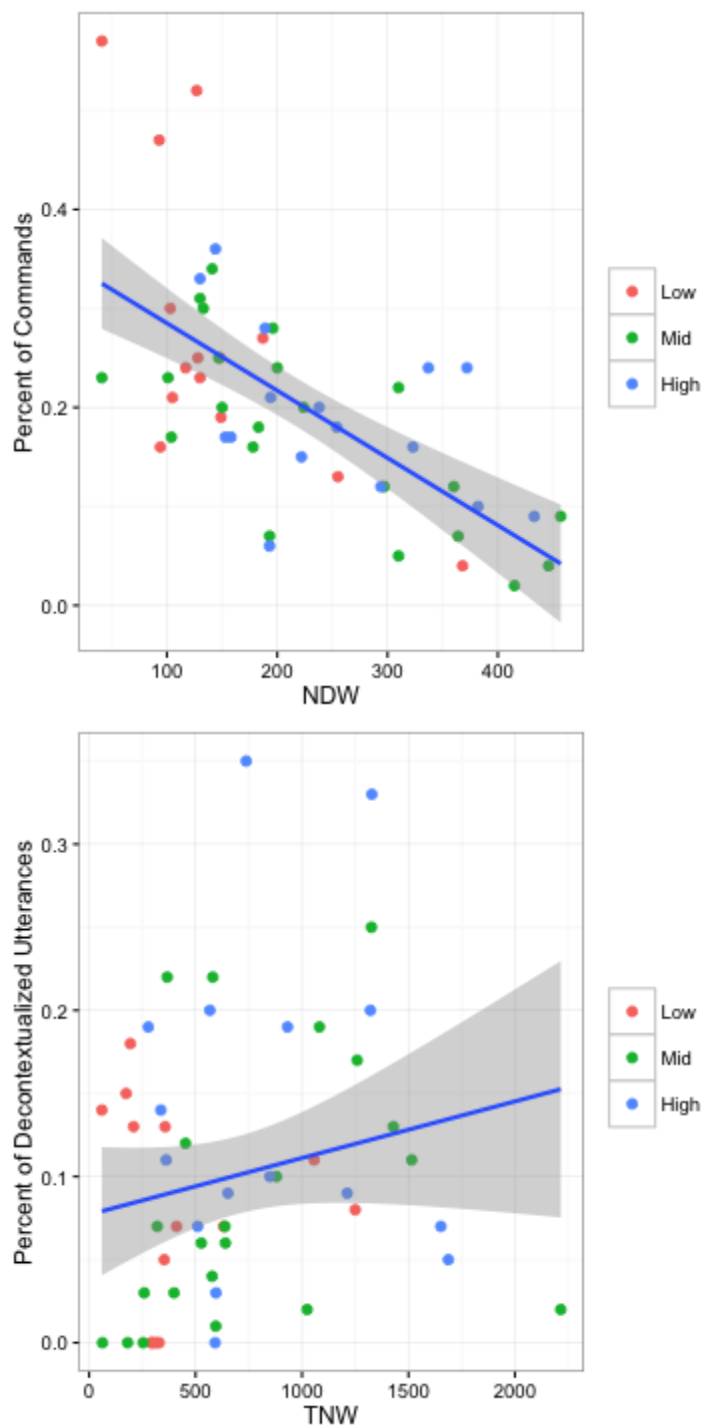 Percent of Commands
0.4
0.2
0.0
100 200 300 400
NDW
Low
Mid
High
Percent of Decontextualized Utterances
0.3
0.2
0.1
0.0
0 500 1000 1500 2000
TNW
Low
Mid
High